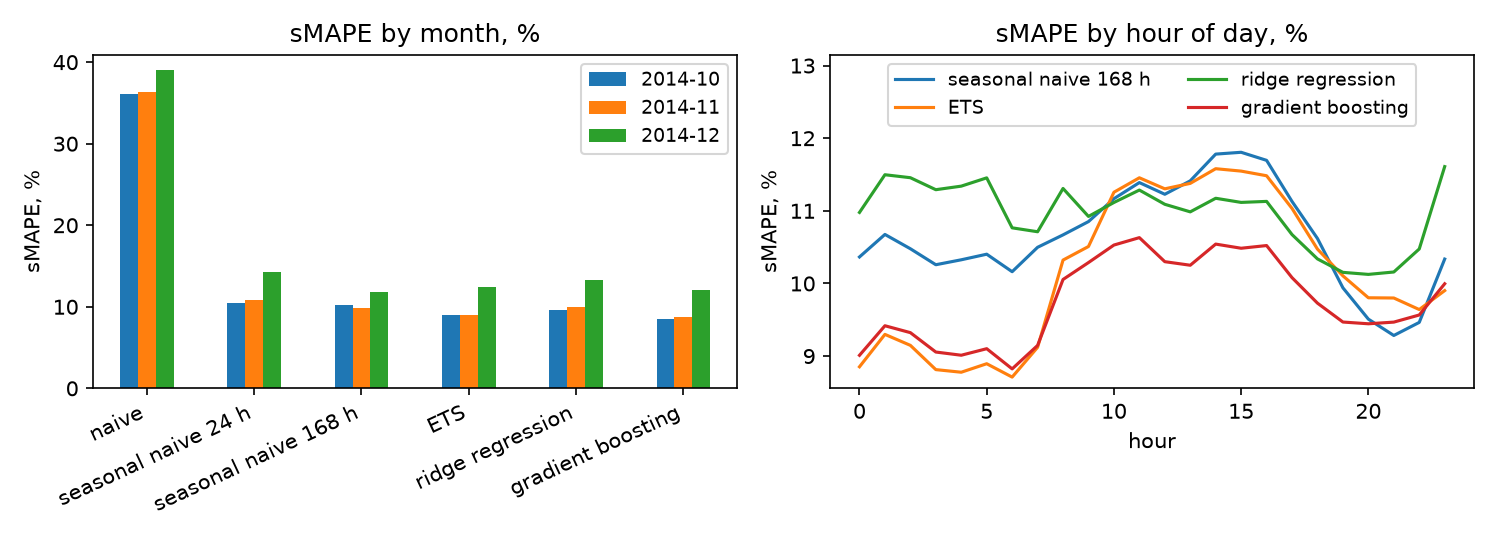 sMAPE by month, %
sMAPE, %
40
30
20
10
0
2014-10
2014-11
2014-12
naive
seasonal naive 24 h
seasonal naive 168 h
ETS
ridge regression
gradient boosting
sMAPE by hour of day, %
sMAPE, %
13
12
11
10
9
seasonal naive 168 h
ETS
ridge regression
gradient boosting
0 5 10 15 20
hour